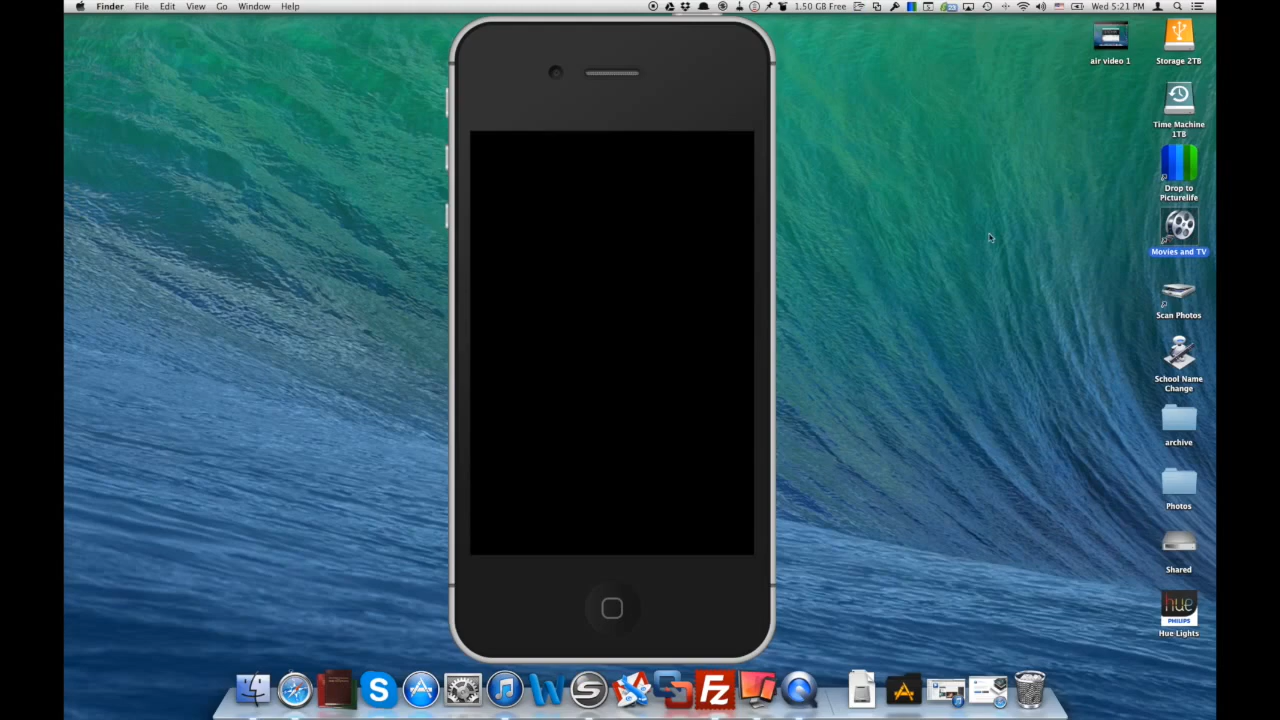 Finder File Edit View Go Window Help 1.50 GB Free Wed 5:21 PM
air video 1
Storage 2TB
Time Machine
1TB
Drop to
Picturelife
Movies and TV
Scan Photos
School Name
Change
archive
Photos
Shared
hue
PHILIPS
Hue Lights
S
W
S
FZ